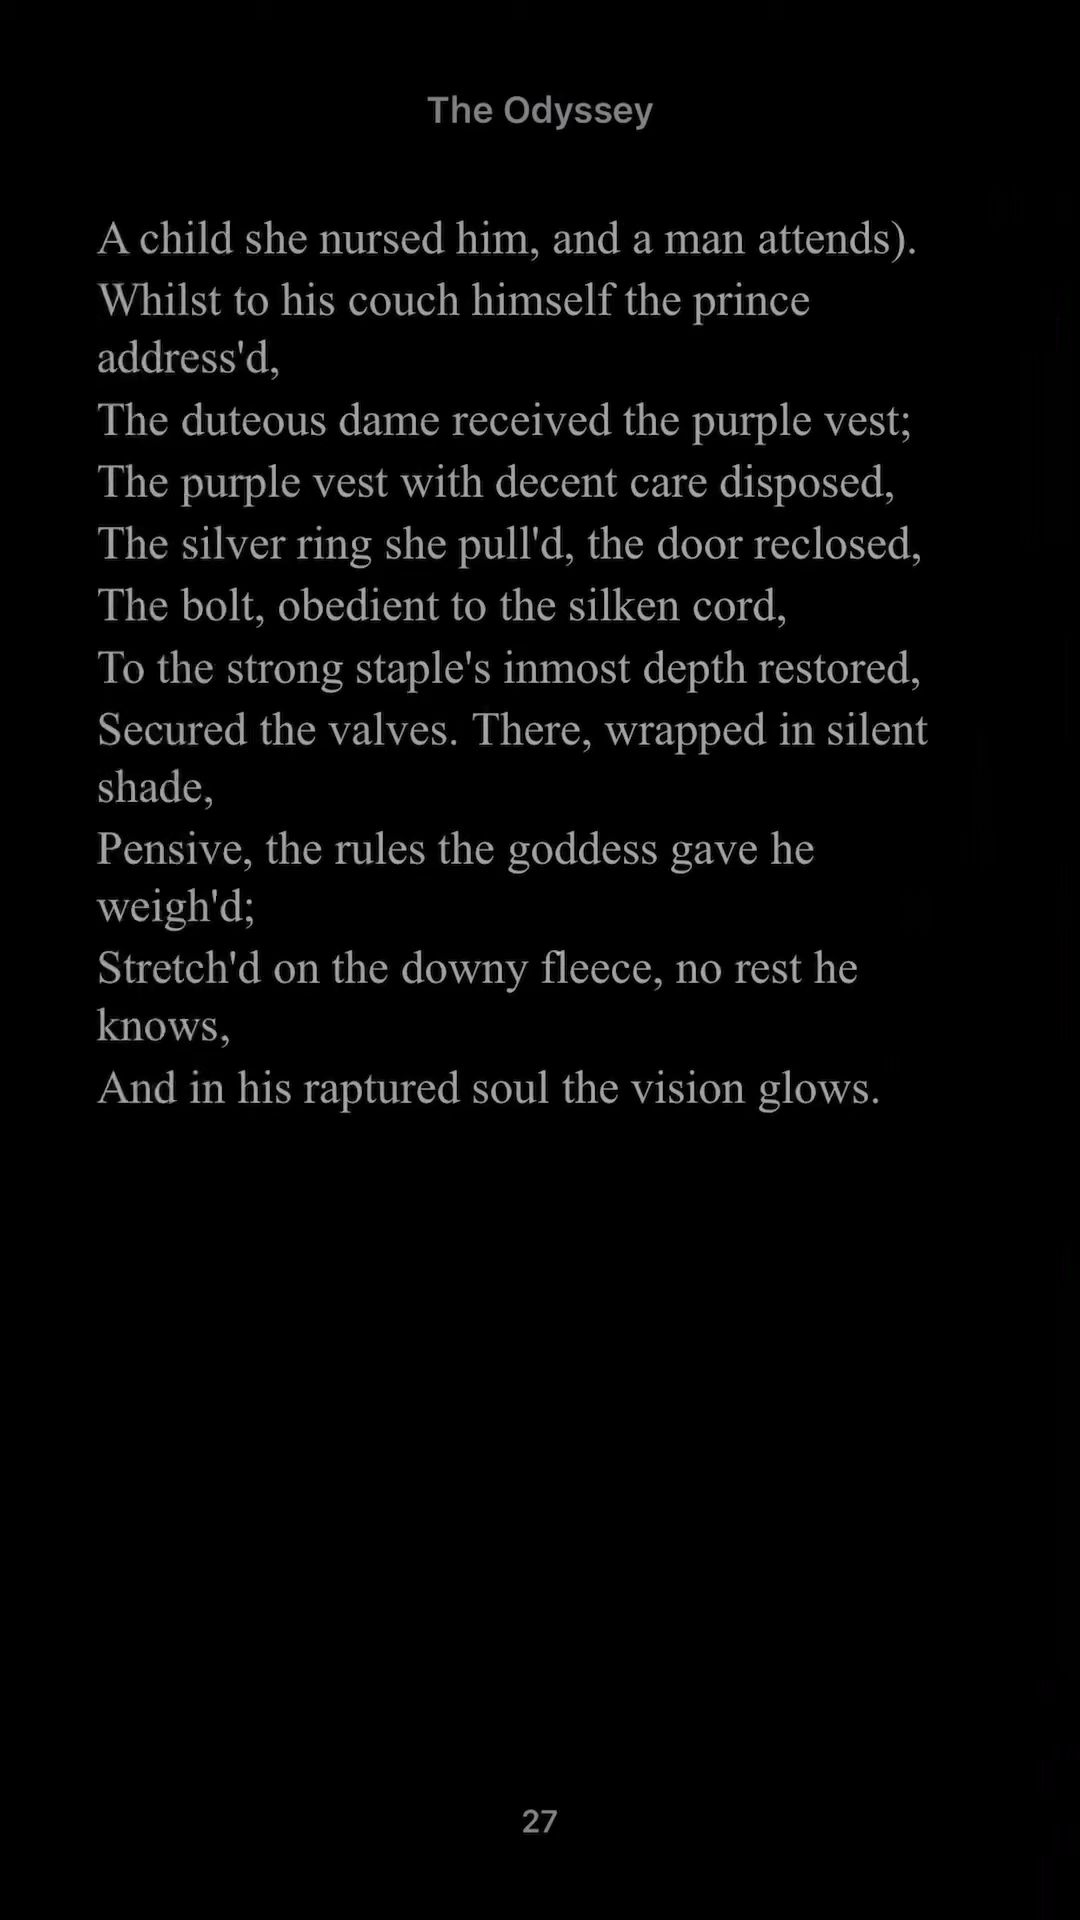 The Odyssey
A child she nursed him, and a man attends).
Whilst to his couch himself the prince
address'd,
The duteous dame received the purple vest;
The purple vest with decent care disposed,
The silver ring she pull'd, the door reclosed,
The bolt, obedient to the silken cord,
To the strong staple's inmost depth restored,
Secured the valves. There, wrapped in silent
shade,
Pensive, the rules the goddess gave he
weigh'd;
Stretch'd on the downy fleece, no rest he
knows,
And in his raptured soul the vision glows.
27